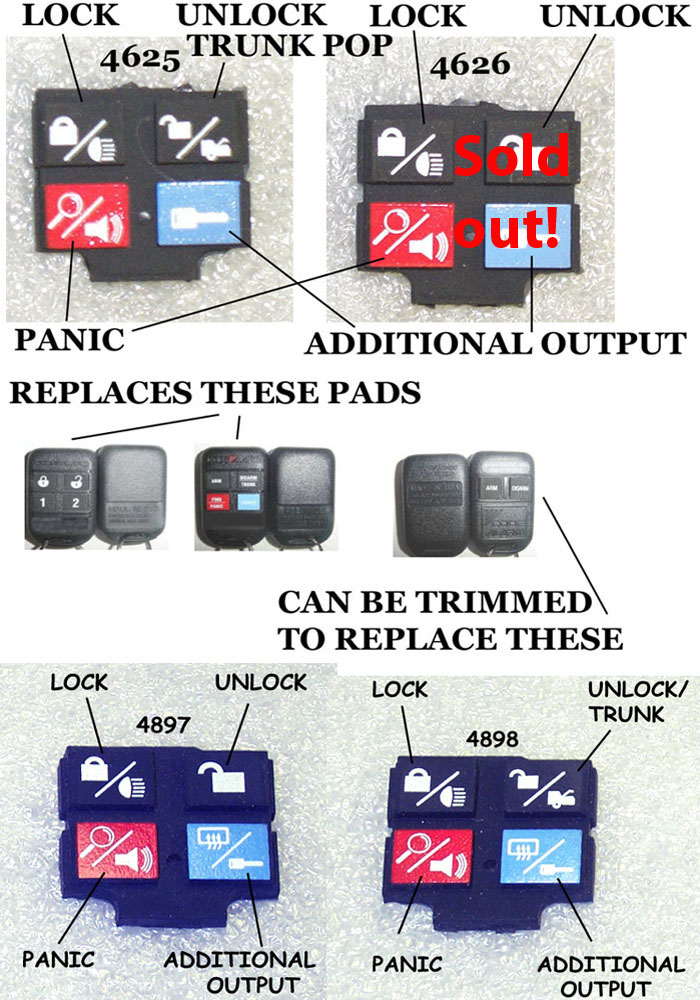 LOCK
UNLOCK
TRUNK POP
LOCK
UNLOCK
4625
4626
Sold
out!
PANIC
ADDITIONAL OUTPUT
REPLACES THESE PADS
1 2
ARM
DISARM
TRUNK
FIND
PANIC
ARM
DISARM
CAN BE TRIMMED
TO REPLACE THESE
LOCK
UNLOCK
4897
LOCK
UNLOCK/
TRUNK
4898
PANIC
ADDITIONAL
OUTPUT
PANIC
ADDITIONAL
OUTPUT